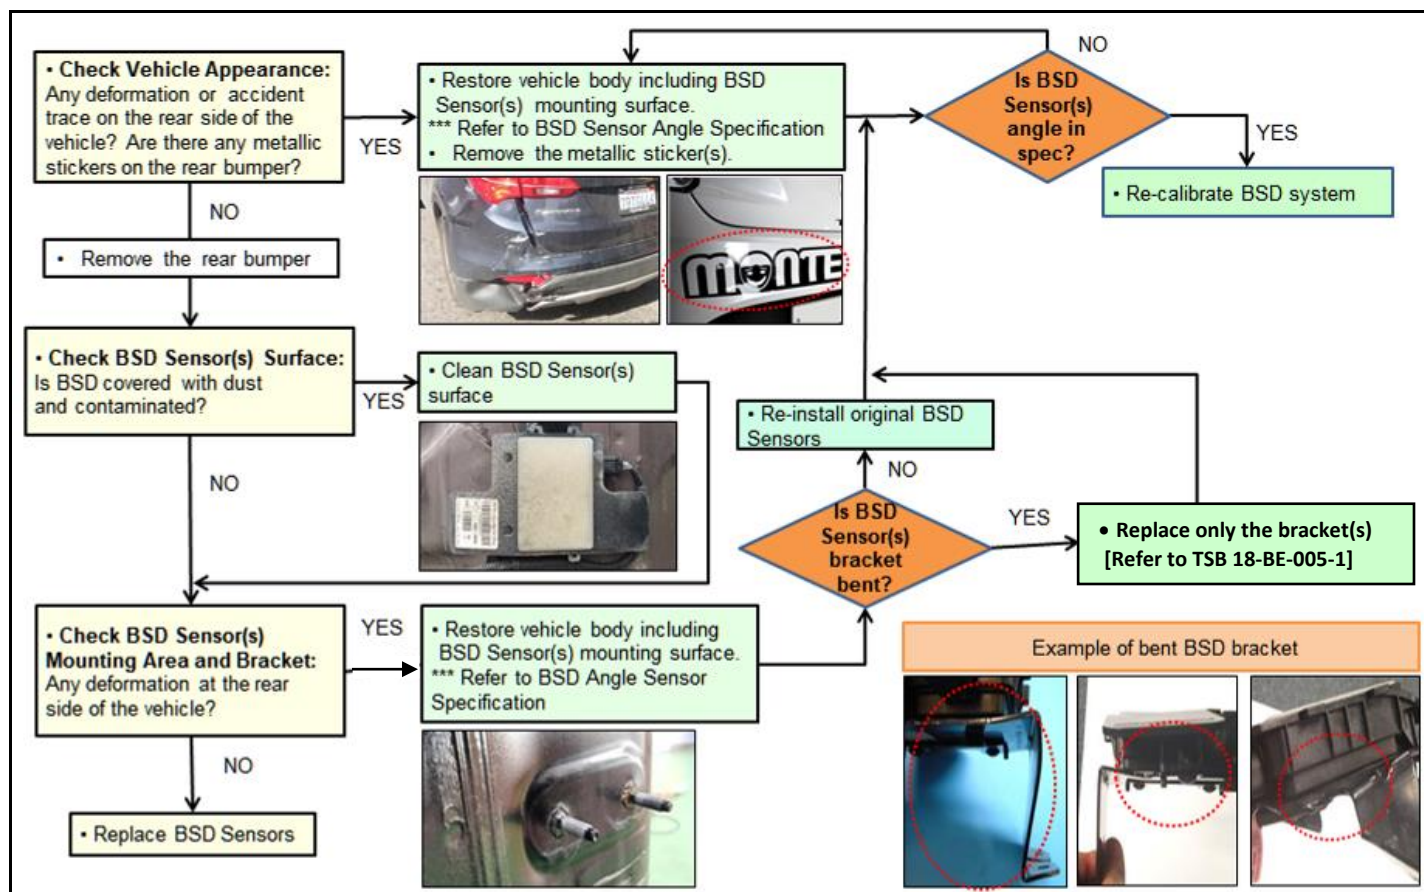 • Check Vehicle Appearance:
Any deformation or accident
trace on the rear side of the
vehicle? Are there any metallic
stickers on the rear bumper?
YES
• Restore vehicle body including BSD
Sensor(s) mounting surface.
*** Refer to BSD Sensor Angle Specification
• Remove the metallic sticker(s).
NO
Is BSD
Sensor(s)
angle in
spec?
YES
• Re-calibrate BSD system
MONTE
NO
• Remove the rear bumper
• Check BSD Sensor(s) Surface:
Is BSD covered with dust
and contaminated?
YES
• Clean BSD Sensor(s)
surface
• Re-install original BSD
Sensors
NO
NO
Is BSD
Sensor(s)
bracket
bent?
YES
• Replace only the bracket(s)
[Refer to TSB 18-BE-005-1]
• Check BSD Sensor(s)
Mounting Area and Bracket:
Any deformation at the rear
side of the vehicle?
YES
• Restore vehicle body including
BSD Sensor(s) mounting surface.
*** Refer to BSD Angle Sensor
Specification
Example of bent BSD bracket
NO
• Replace BSD Sensors